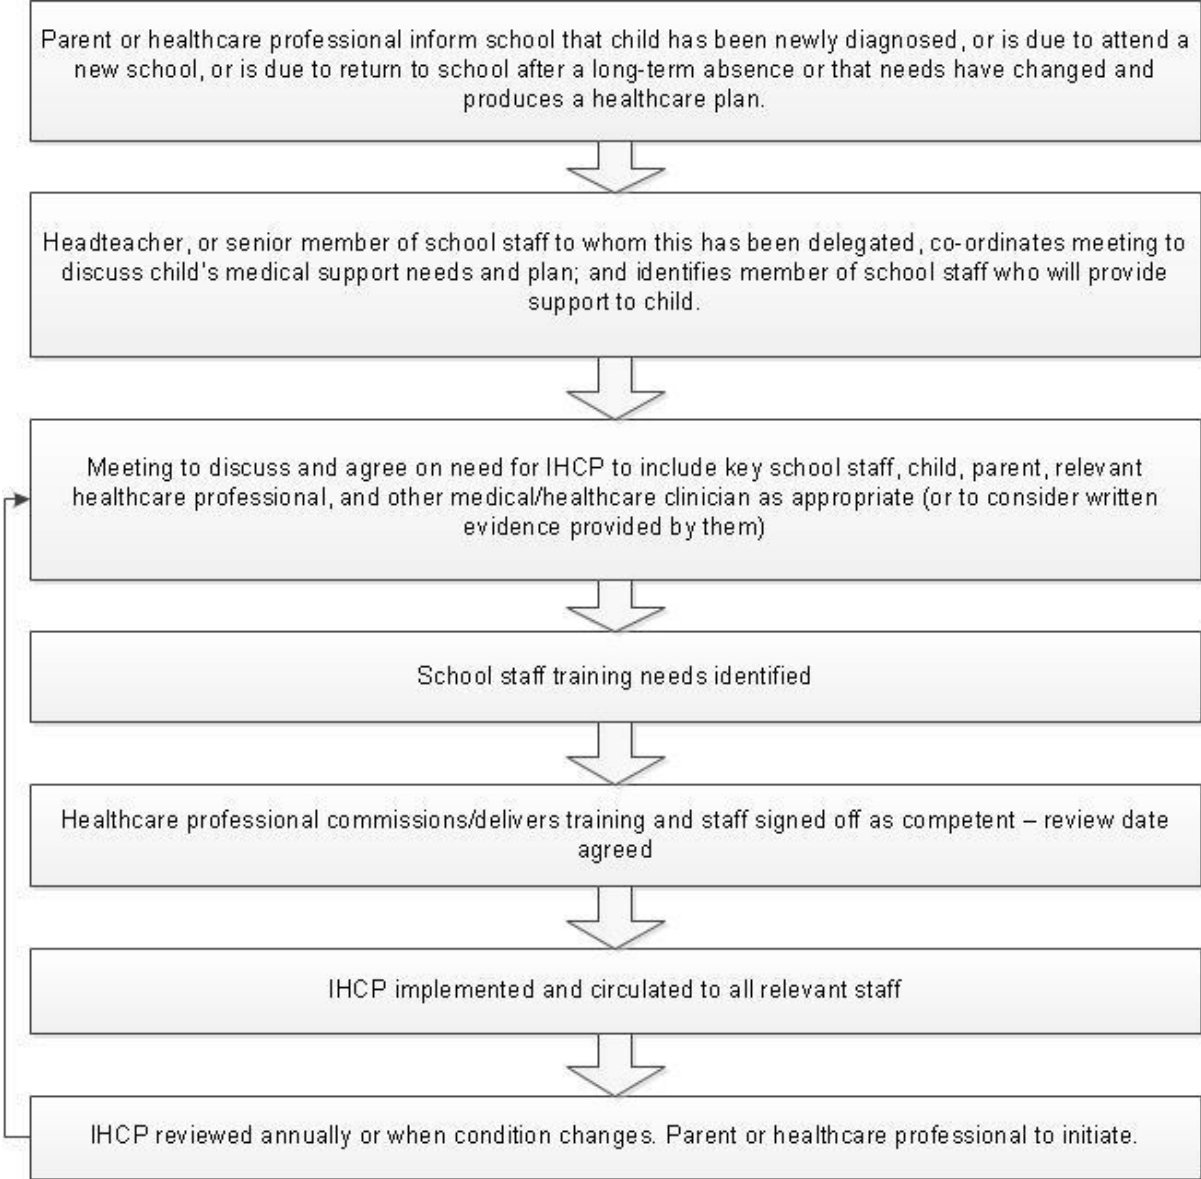 Parent or healthcare professional inform school that child has been newly diagnosed, or is due to attend a
new school, or is due to return to school after a long-term absence or that needs have changed and
produces a healthcare plan.
Headteacher, or senior member of school staff to whom this has been delegated, co-ordinates meeting to
discuss child's medical support needs and plan; and identifies member of school staff who will provide
support to child.
Meeting to discuss and agree on need for IHCP to include key school staff, child, parent, relevant
healthcare professional, and other medical/healthcare clinician as appropriate (or to consider written
evidence provided by them)
School staff training needs identified
Healthcare professional commissions/delivers training and staff signed off as competent – review date
agreed
IHCP implemented and circulated to all relevant staff
IHCP reviewed annually or when condition changes. Parent or healthcare professional to initiate.